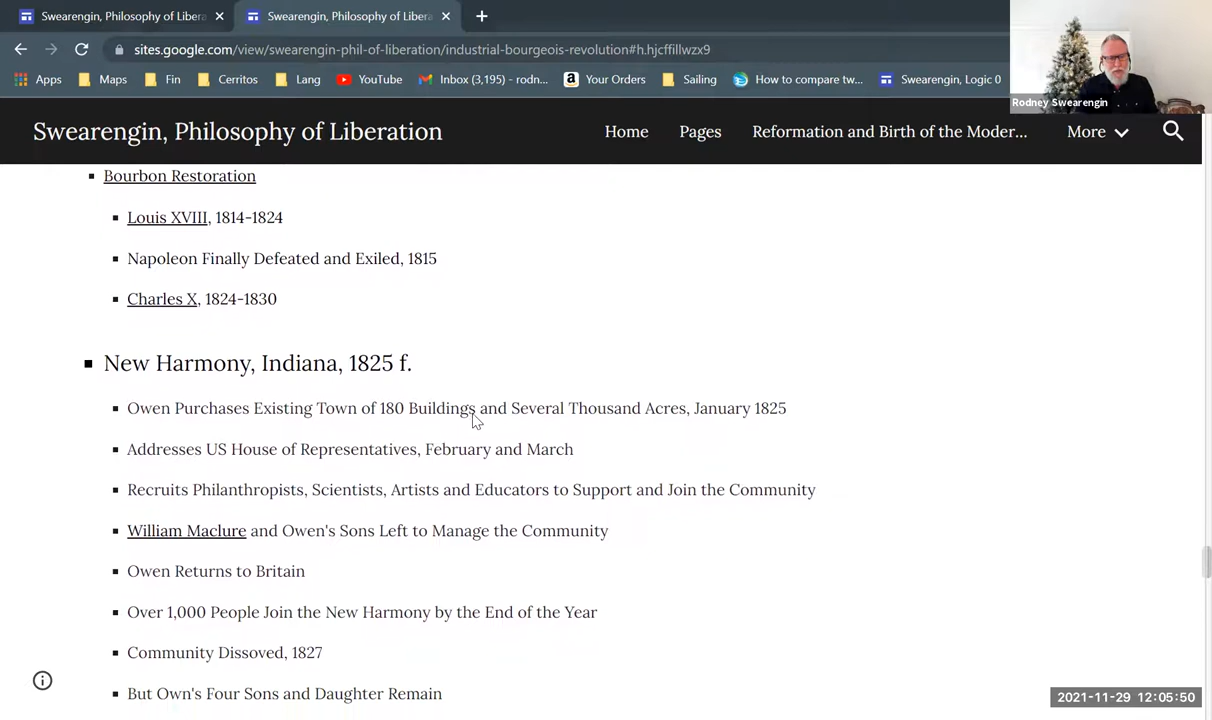 Swearengin, Philosophy of Libera
Swearengin, Philosophy of Libera
sites.google.com/view/swearengin-phil-of-liberation/industrial-bourgeois-revolution#h.hjcffillwzx9
Apps Maps Fin Cerritos Lang YouTube Inbox (3,195) - rodn... Your Orders Sailing How to compare tw... Swearengin, Logic 0
Rodney Swearengin
Swearengin, Philosophy of Liberation Home Pages Reformation and Birth of the Moder... More
Bourbon Restoration
Louis XVIII, 1814-1824
Napoleon Finally Defeated and Exiled, 1815
Charles X, 1824-1830
New Harmony, Indiana, 1825 f.
Owen Purchases Existing Town of 180 Buildings and Several Thousand Acres, January 1825
Addresses US House of Representatives, February and March
Recruits Philanthropists, Scientists, Artists and Educators to Support and Join the Community
William Maclure and Owen's Sons Left to Manage the Community
Owen Returns to Britain
Over 1,000 People Join the New Harmony by the End of the Year
Community Dissoved, 1827
But Own's Four Sons and Daughter Remain
2021-11-29 12:05:50